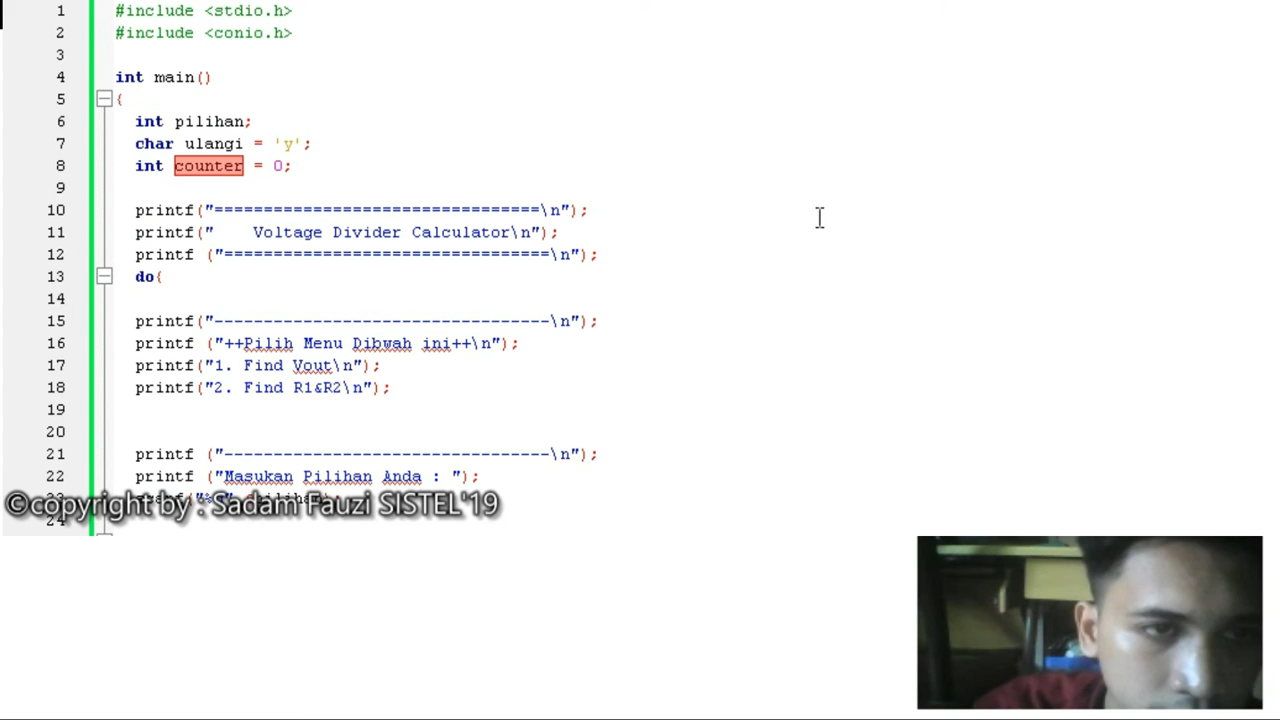 1 #include <stdio.h>
2 #include <conio.h>
3
4 int main()
5 {
6 int pilihan;
7 char ulangi = 'y';
8 int counter = 0;
9
10 printf("=================================\n");
11 printf("    Voltage Divider Calculator\n");
12 printf ("=================================\n");
13 do{
14
15 printf("----------------------------------\n");
16 printf ("++Pilih Menu Dibwah ini++\n");
17 printf("1. Find Vout\n");
18 printf("2. Find R1&R2\n");
19
20
21 printf ("---------------------------------\n");
22 printf ("Masukan Pilihan Anda : ");
23
©copyright by : Sadam Fauzi SISTEL'19
24